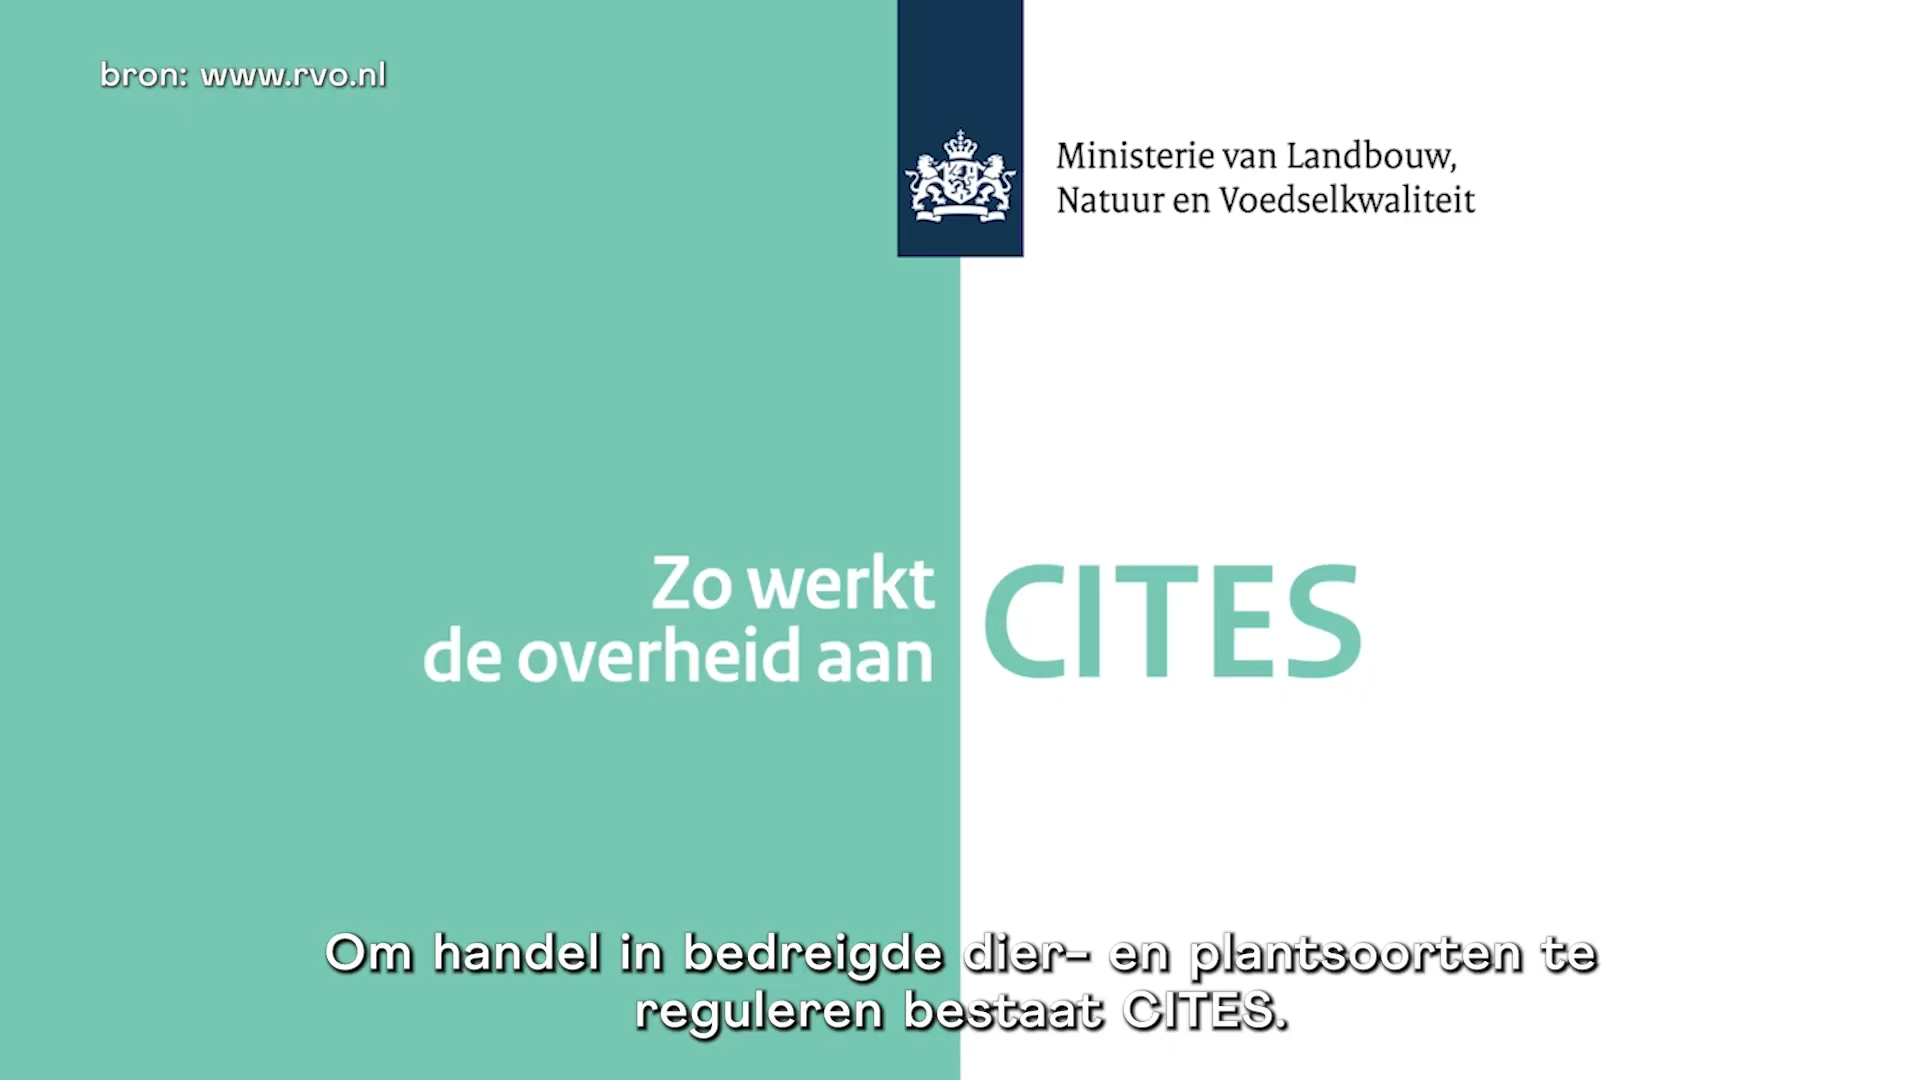 bron: www.rvo.nl
Ministerie van Landbouw,
Natuur en Voedselkwaliteit
Zo werkt
de overheid aan
CITES
Om handel in bedreigde dier- en plantsoorten te
reguleren bestaat CITES.